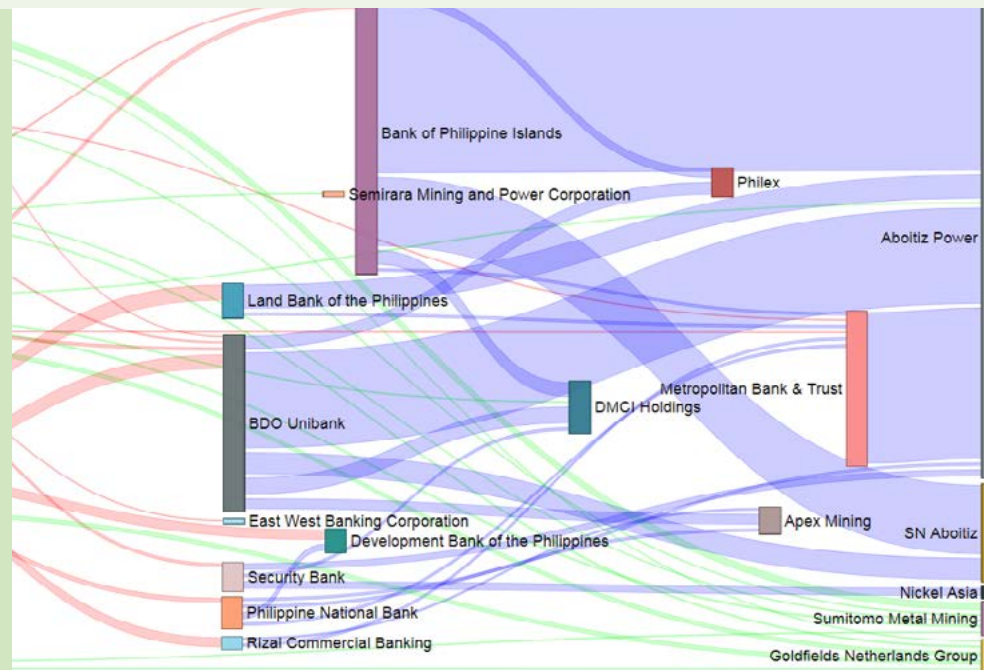 Bank of Philippine Islands
Philex
Semirara Mining and Power Corporation
Aboitiz Power
Land Bank of the Philippines
Metropolitan Bank & Trust
DMCI Holdings
BDO Unibank
East West Banking Corporation
Apex Mining
Development Bank of the Philippines
SN Aboitiz
Security Bank
Nickel Asia
Philippine National Bank
Sumitomo Metal Mining
Rizal Commercial Banking
Goldfields Netherlands Group